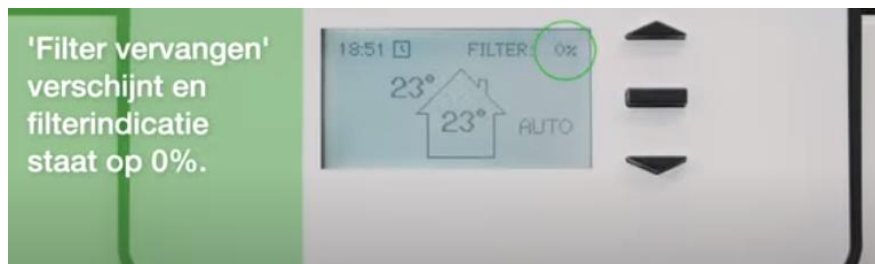 'Filter vervangen'
verschijnt en
filterindicatie
staat op 0%.
18:51 FILTER: 0%
23°
23° AUTO